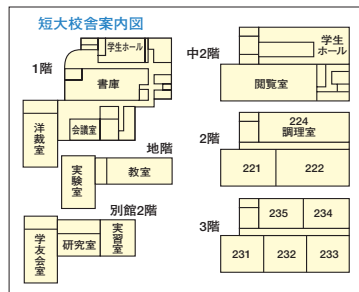 短大校舎案内図
1階
学生ホール
書庫
会議室
洋裁室
地階
実験室
教室
別館2階
学友会室
研究室
実習室
中2階
学生ホール
閲覧室
2階
224
調理室
221
222
3階
235
234
231
232
233